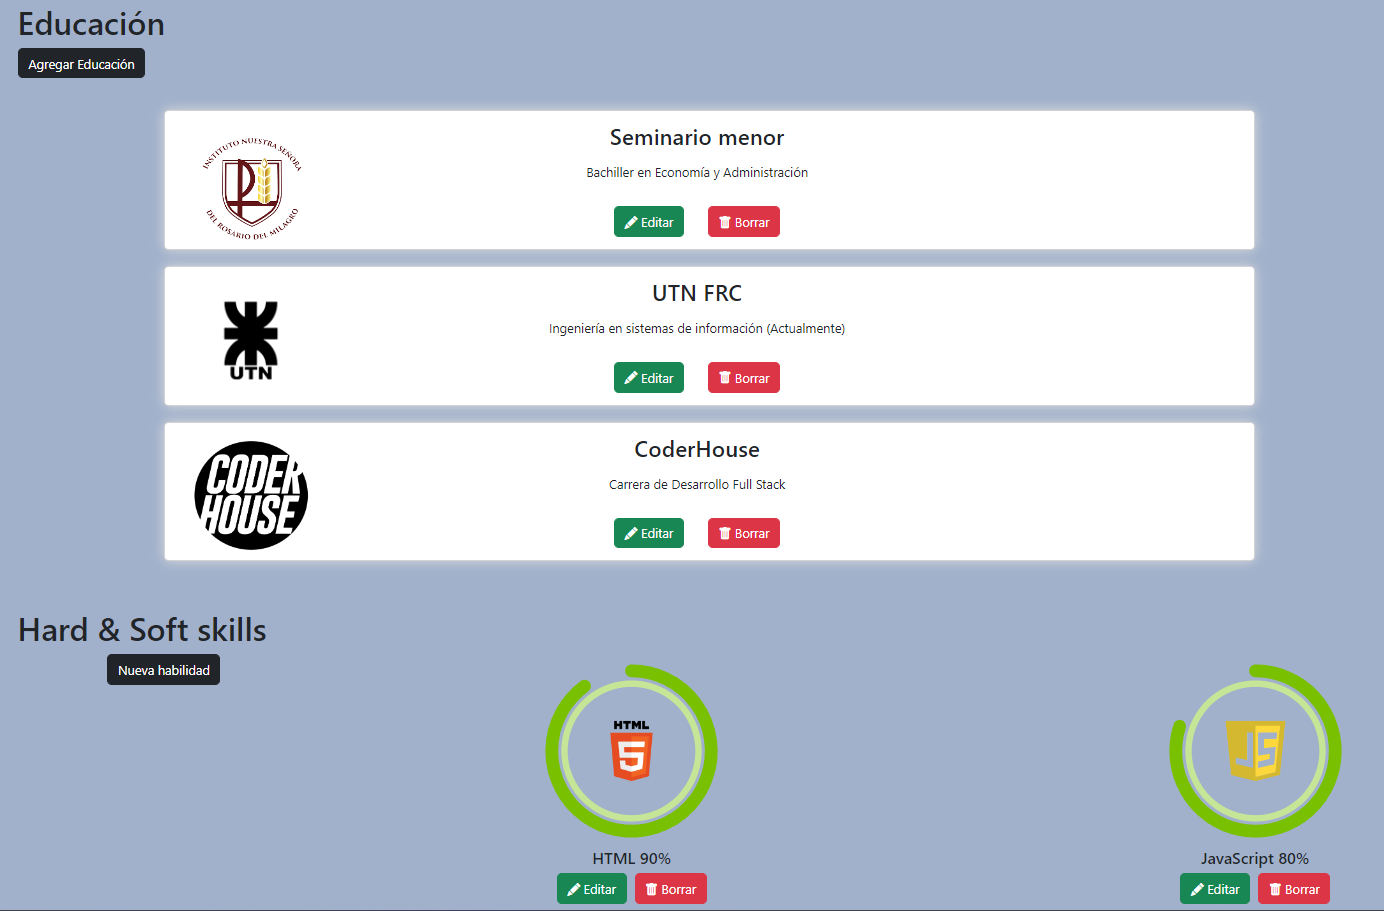 Educación
Agregar Educación
INSTITUTO NUESTRA SEÑORA
DEL ROSARIO DEL MILAGRO
Seminario menor
Bachiller en Economía y Administración
Editar Borrar
UTN
UTN FRC
Ingeniería en sistemas de información (Actualmente)
Editar Borrar
CODER
HOUSE
CoderHouse
Carrera de Desarrollo Full Stack
Editar Borrar
Hard & Soft skills
Nueva habilidad
HTML
5
JS
HTML 90%
JavaScript 80%
Editar Borrar
Editar Borrar